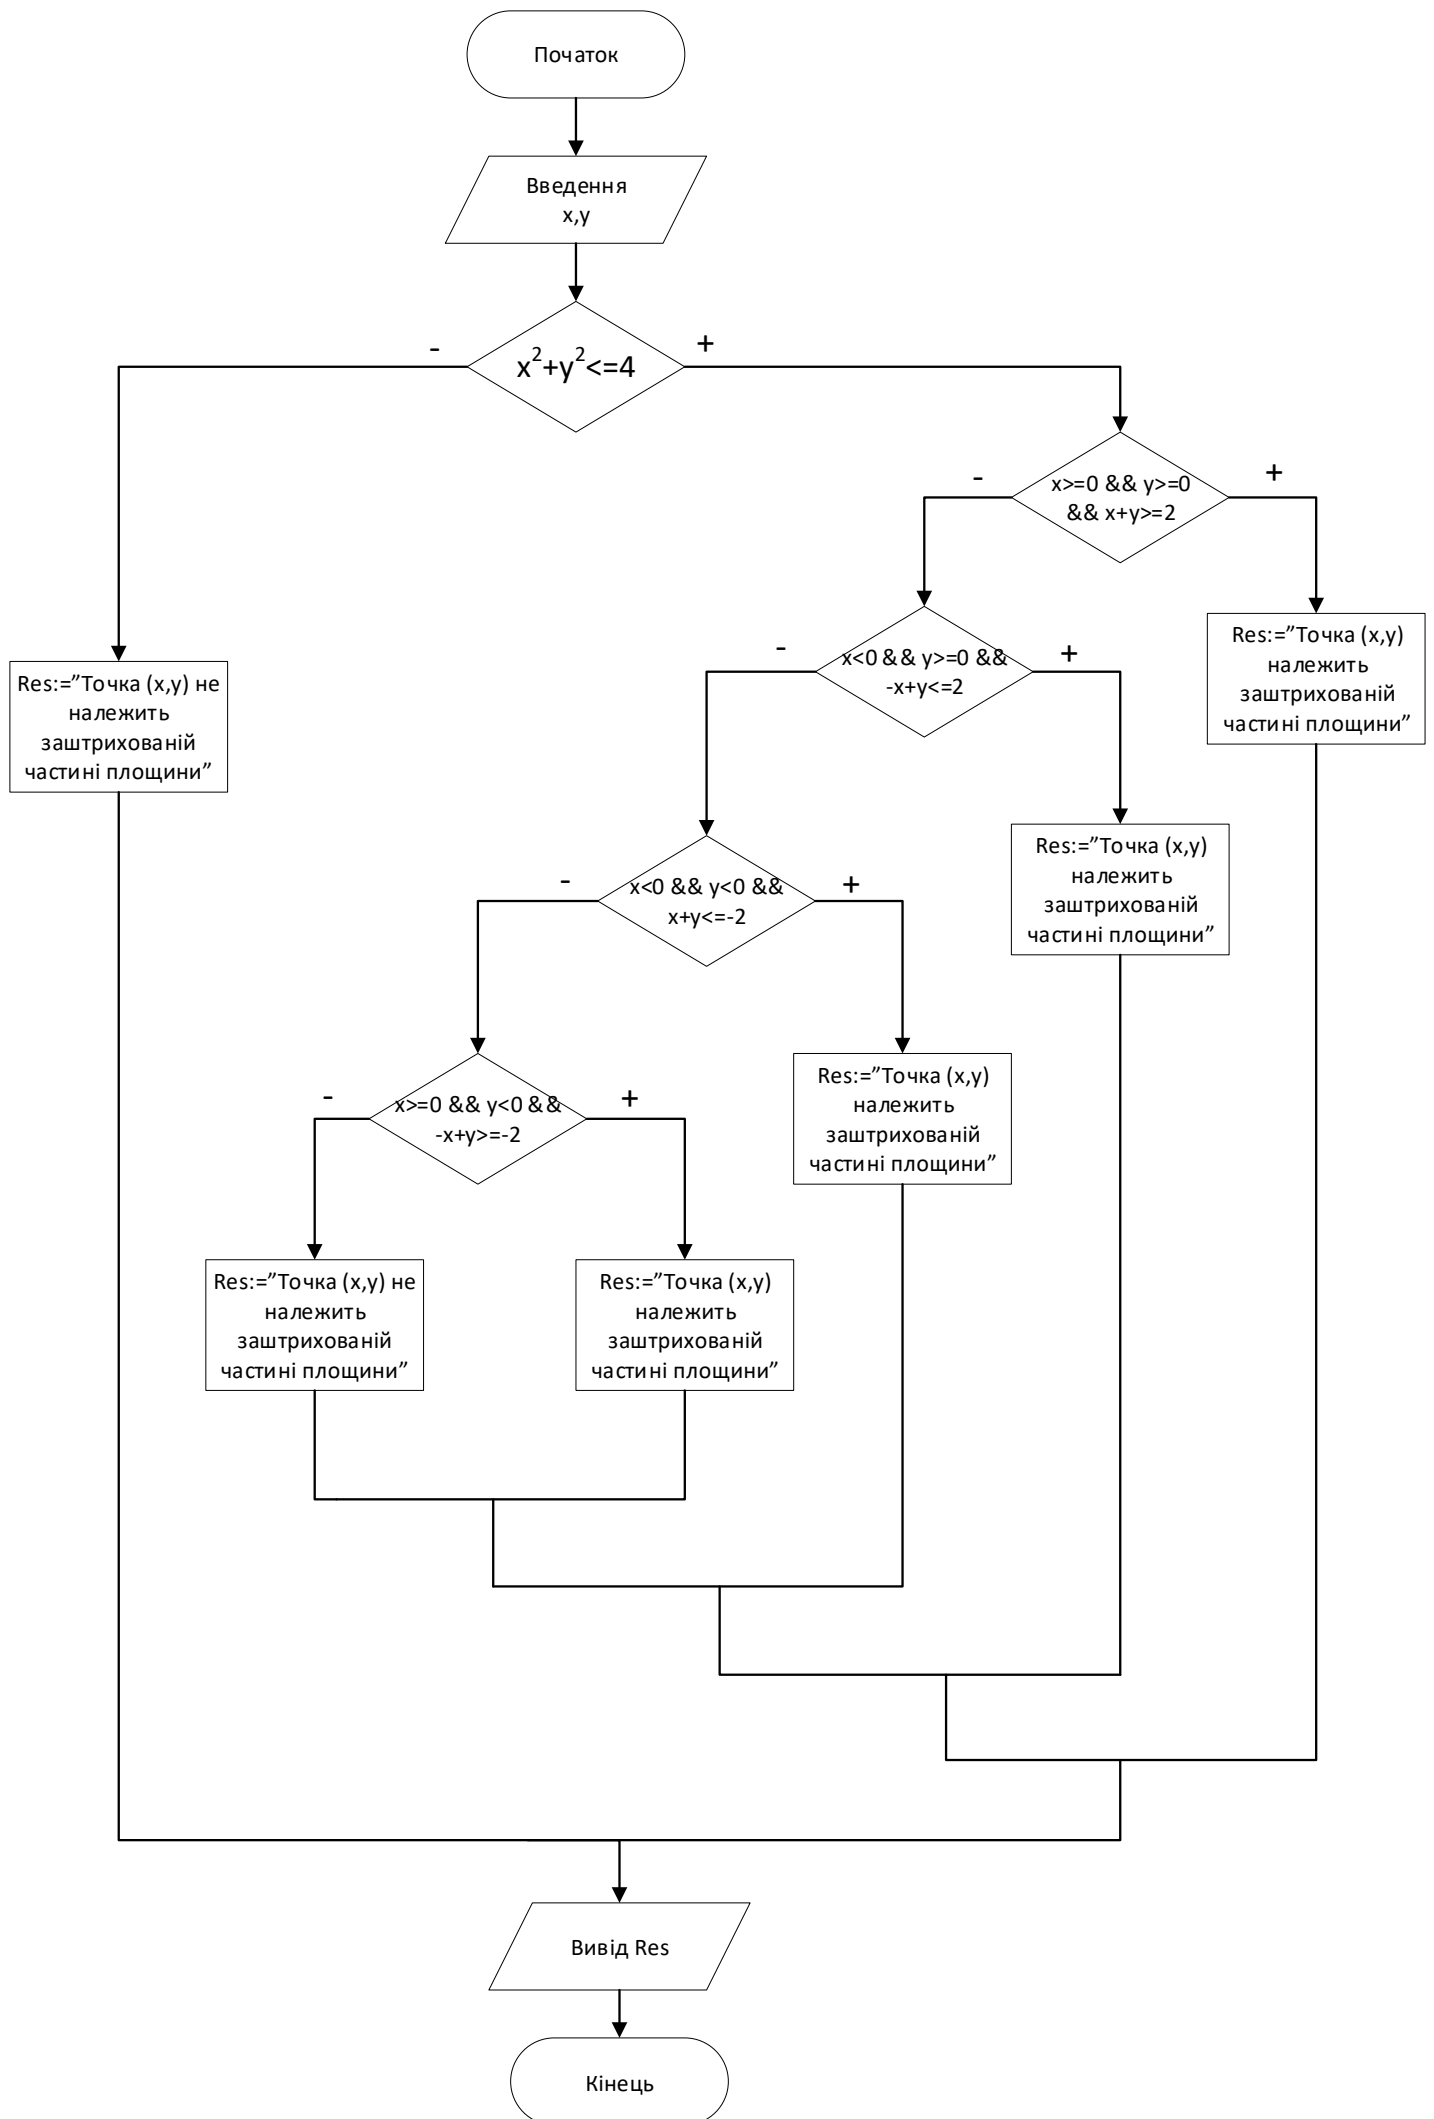 Початок
Введення
x,y
-
+
x²+y²<=4
-
+
x>=0 && y>=0
&& x+y>=2
-
+
x<0 && y>=0 &&
-x+y<=2
Res:=”Точка (x,y)
належить
заштрихованій
частині площини”
Res:=”Точка (x,y) не
належить
заштрихованій
частині площини”
-
+
x<0 && y<0 &&
x+y<=-2
Res:=”Точка (x,y)
належить
заштрихованій
частині площини”
-
+
x>=0 && y<0 &&
-x+y>=-2
Res:=”Точка (x,y)
належить
заштрихованій
частині площини”
Res:=”Точка (x,y) не
належить
заштрихованій
частині площини”
Res:=”Точка (x,y)
належить
заштрихованій
частині площини”
Вивід Res
Кінець